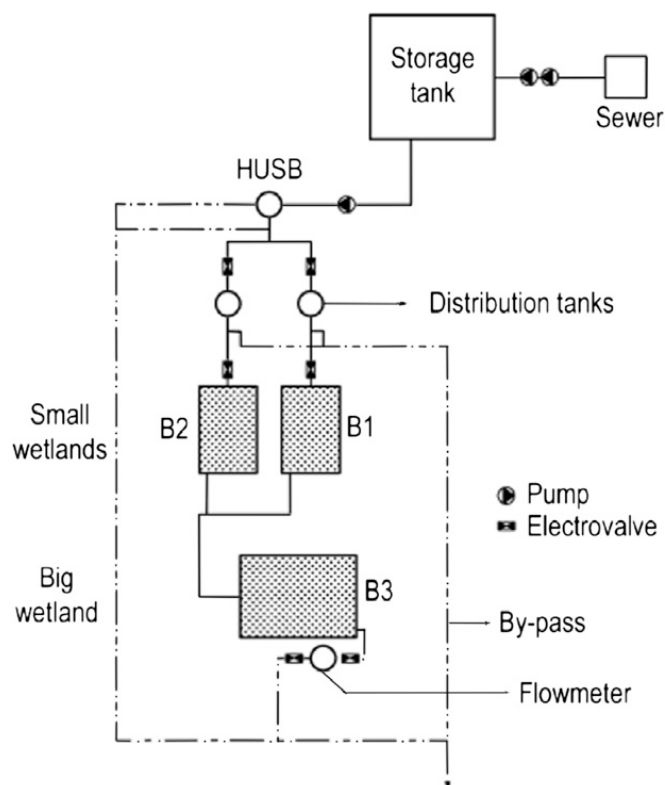 Storage
tank
Sewer
HUSB
Distribution tanks
Small
wetlands
B2
B1
Pump
Electrovalve
Big
wetland
B3
By-pass
Flowmeter